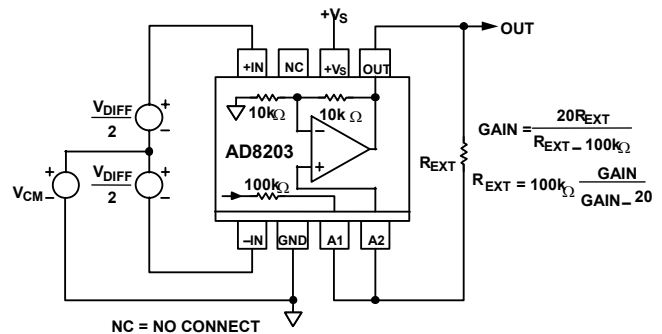 +VS
OUT
+IN
NC
+VS
OUT
VDIFF
2
+
−
10kΩ
10kΩ
−
+
AD8203
GAIN = 20REXT
REXT − 100kΩ
REXT
REXT = 100kΩ GAIN
GAIN − 20
VCM
+
−
VDIFF
2
+
−
100kΩ
−IN
GND
A1
A2
NC = NO CONNECT